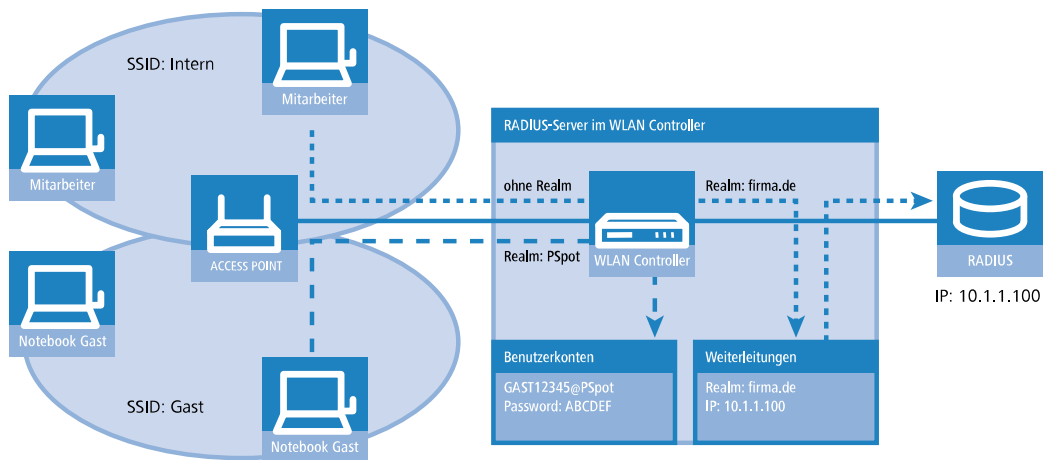 SSID: Intern
Mitarbeiter
Mitarbeiter
ACCESS POINT
Notebook Gast
SSID: Gast
Notebook Gast
RADIUS-Server im WLAN Controller
ohne Realm
Realm: firma.de
Realm: PSpot
WLAN Controller
RADIUS
IP: 10.1.1.100
Benutzerkonten
GAST12345@PSpot
Password: ABCDEF
Weiterleitungen
Realm: firma.de
IP: 10.1.1.100